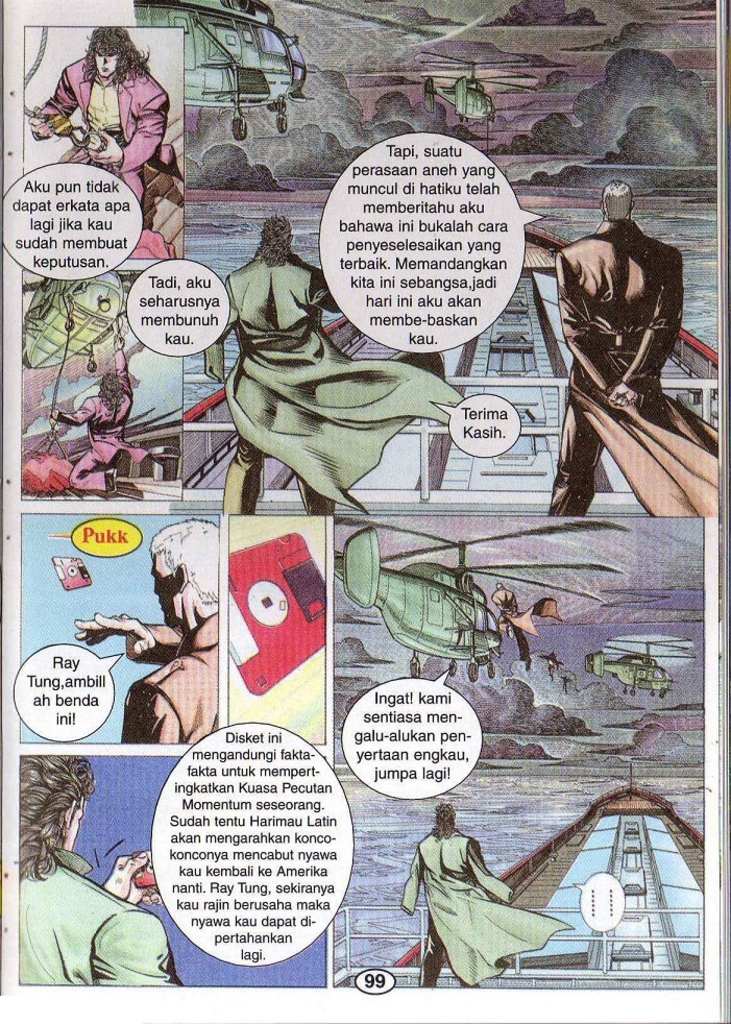 Aku pun tidak
dapat erkata apa
lagi jika kau
sudah membuat
keputusan.
Tadi, aku
seharusnya
membunuh
kau.
Tapi, suatu
perasaan aneh yang
muncul di hatiku telah
memberitahu aku
bahawa ini bukalah cara
penyeselesaikan yang
terbaik. Memandangkan
kita ini sebangsa,jadi
hari ini aku akan
membe-baskan
kau.
Terima
Kasih.
Pukk
Ray
Tung,ambill
ah benda
ini!
Ingat! kami
sentiasa men-
galu-alukan pen-
yertaan engkau,
jumpa lagi!
Disket ini
mengandungi fakta-
fakta untuk mempert-
ingkatkan Kuasa Pecutan
Momentum seseorang.
Sudah tentu Harimau Latin
akan mengarahkan konco-
konconya mencabut nyawa
kau kembali ke Amerika
nanti. Ray Tung, sekiranya
kau rajin berusaha maka
nyawa kau dapat di-
pertahankan
lagi.
99